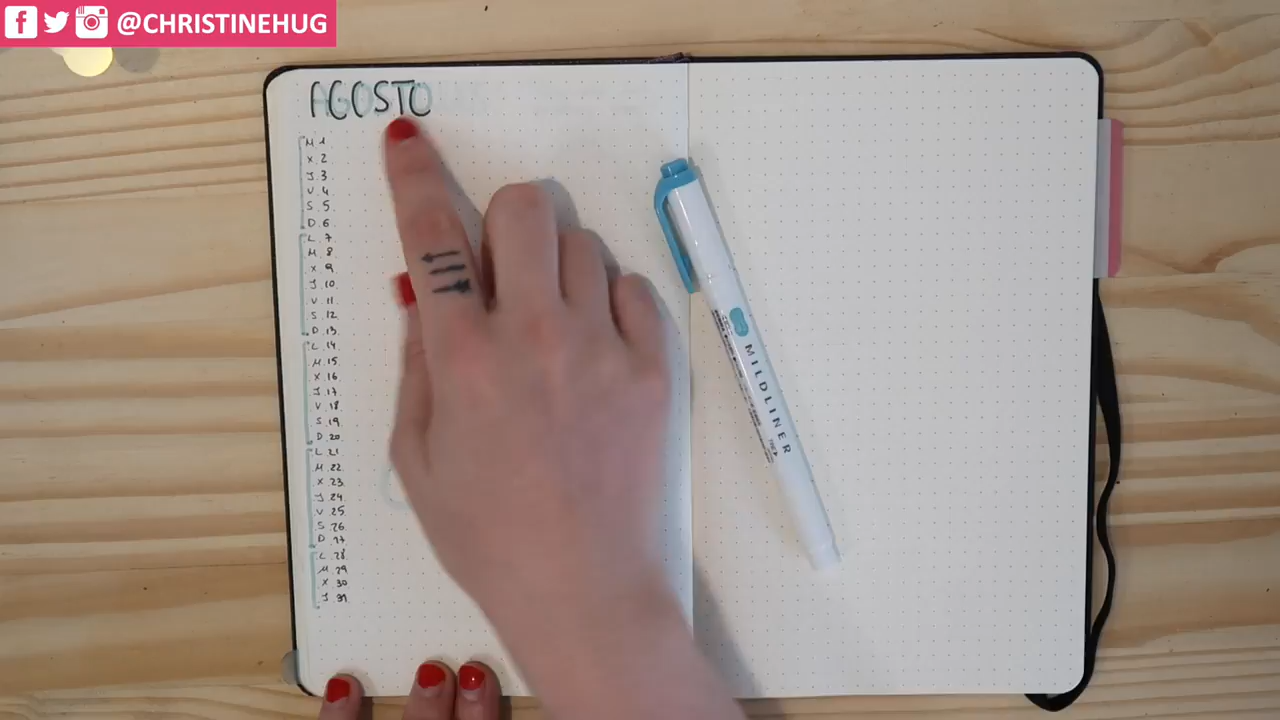 @CHRISTINEHUG
AGOSTO
M 1
X. 2
J. 3
V. 4
S. 5
D. 6
L. 7
M. 8
X. 9
J. 10
V. 11
S. 12
D. 13
L. 14
M. 15
X. 16
J. 17
V. 18
S. 19
D. 20
L. 21
M. 22
X. 23
J. 24
V. 25
S. 26
D. 27
L. 28
M. 29
X. 30
J. 31
MILDLINER